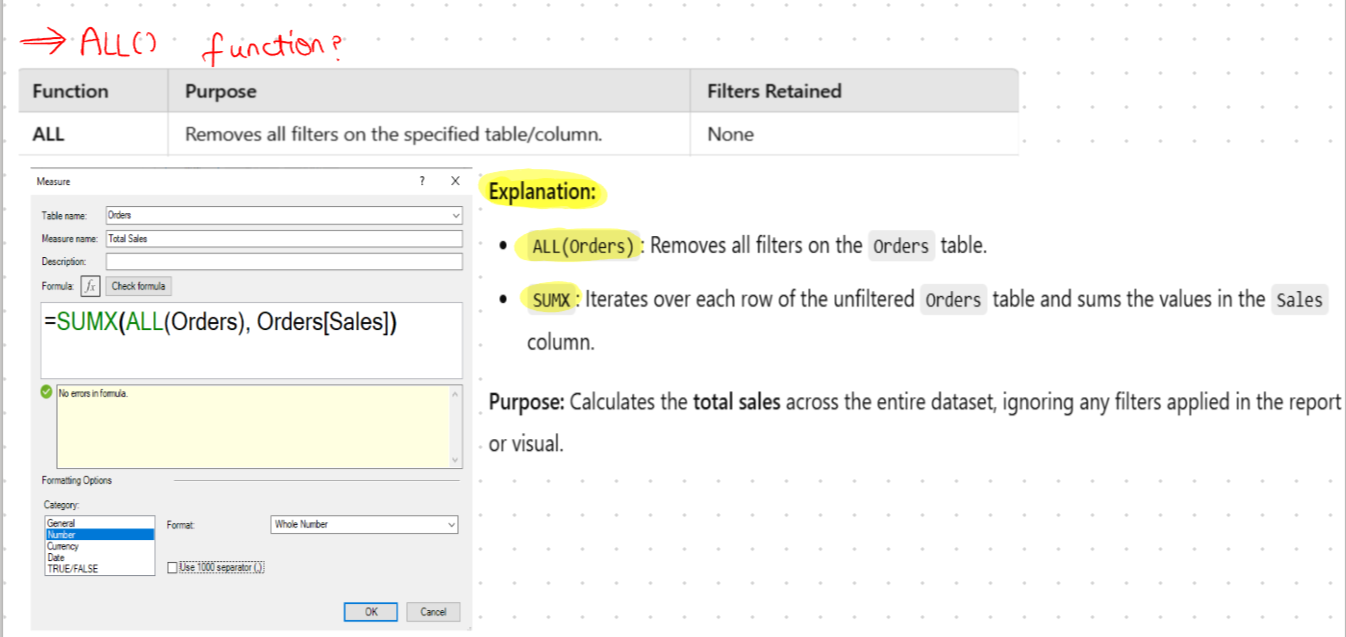 ⇒ ALL() function?
Function Purpose Filters Retained
ALL Removes all filters on the specified table/column. None
Measure ? X
Table name: Orders
Measure name: Total Sales
Description:
Formula: fx Check formula
=SUMX(ALL(Orders), Orders[Sales])
No errors in formula.
Formatting Options
Category:
General
Number
Currency
Date
TRUE/FALSE
Format: Whole Number
Use 1000 separator (,)
OK Cancel
Explanation:
• ALL(Orders) : Removes all filters on the Orders table.
• SUMX : Iterates over each row of the unfiltered Orders table and sums the values in the Sales
column.
Purpose: Calculates the total sales across the entire dataset, ignoring any filters applied in the report
or visual.